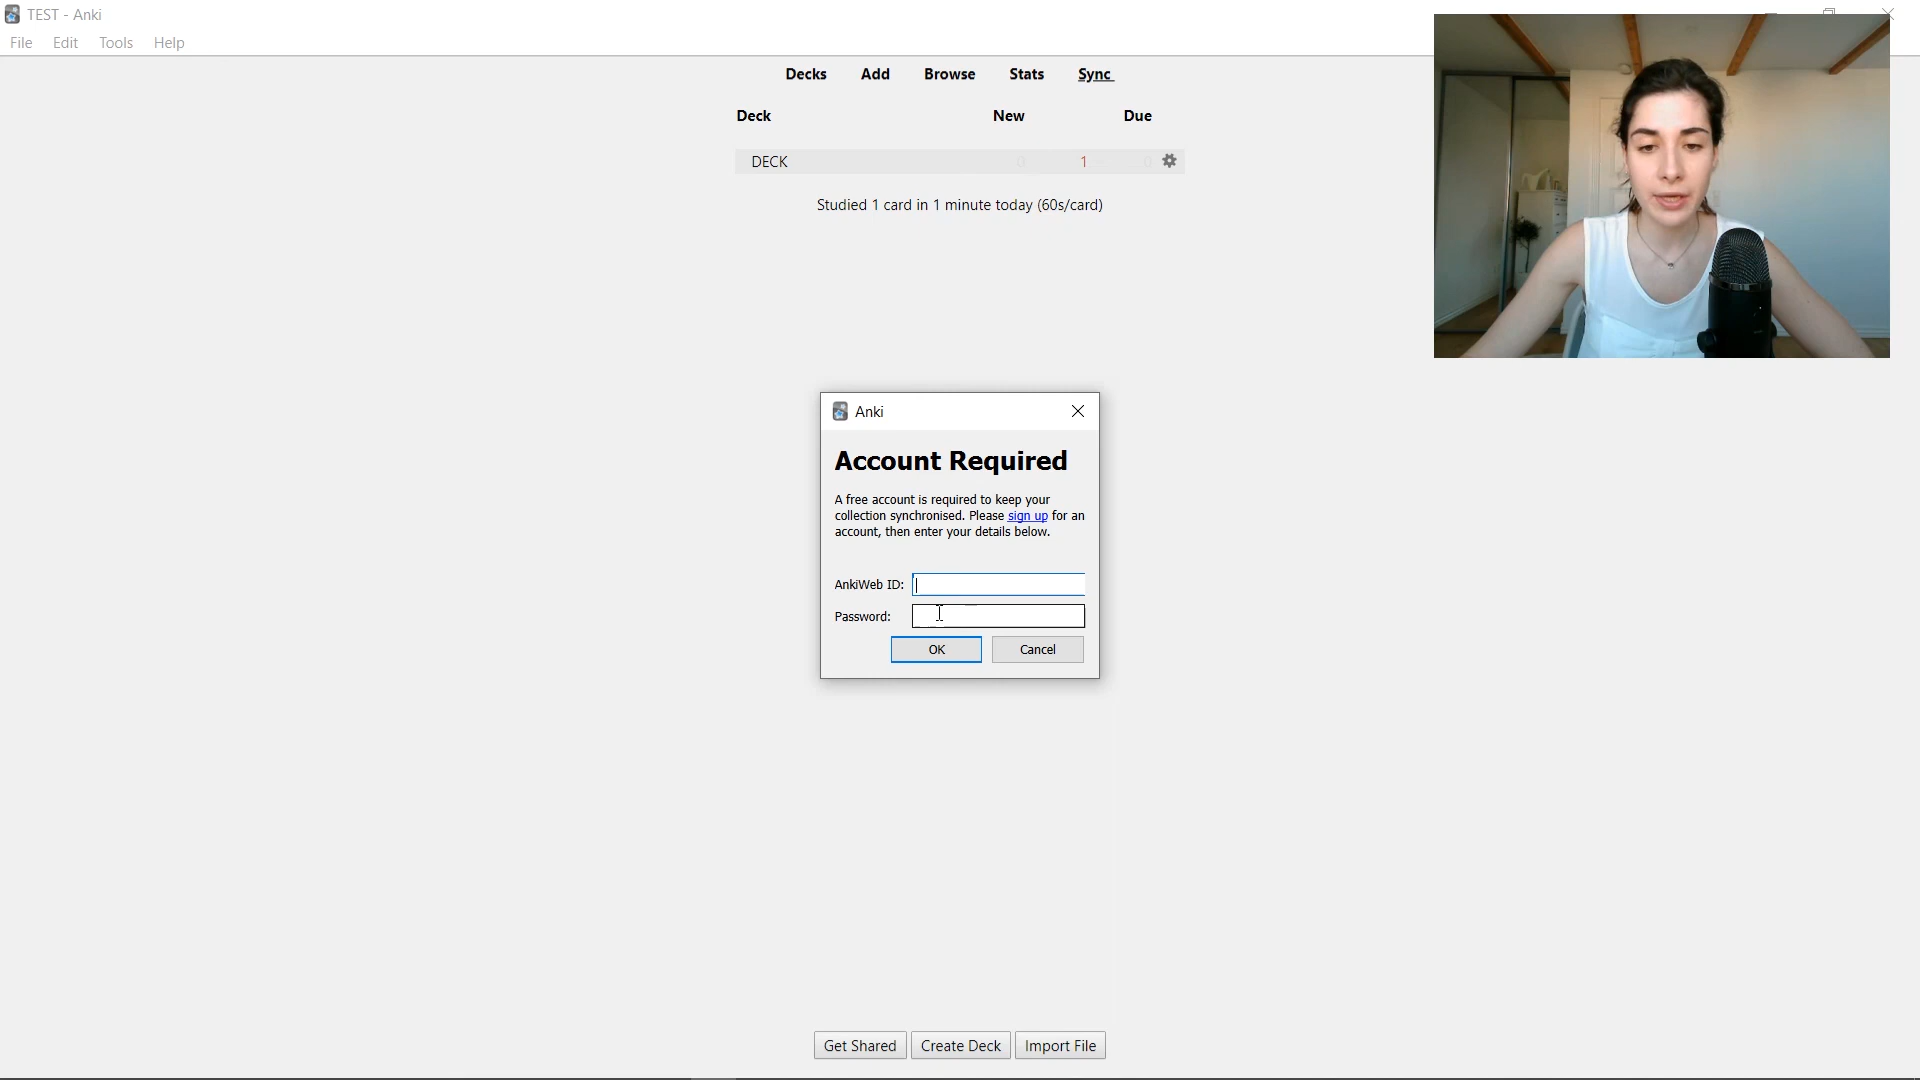 TEST - Anki
File Edit Tools Help
Decks Add Browse Stats Sync
Deck New Due
DECK 0 1 0
Studied 1 card in 1 minute today (60s/card)
Anki
Account Required
A free account is required to keep your
collection synchronised. Please sign up for an
account, then enter your details below.
AnkiWeb ID:
Password:
OK Cancel
Get Shared Create Deck Import File